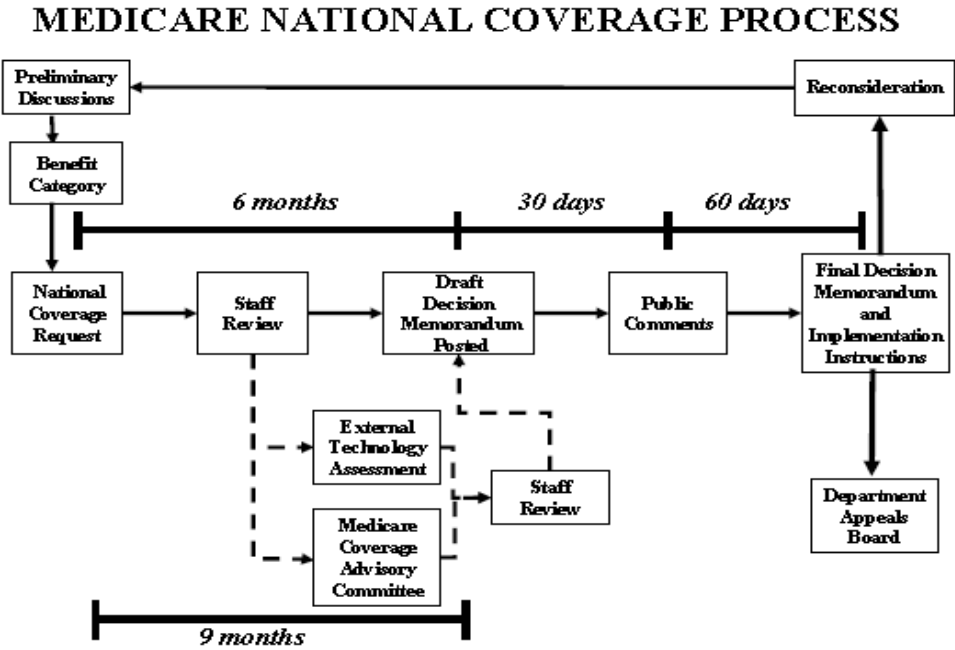 MEDICARE NATIONAL COVERAGE PROCESS
Preliminary
Discussions
Reconsideration
Benefit
Category
6 months
30 days
60 days
National
Coverage
Request
Staff
Review
Draft
Decision
Memorandum
Posted
Public
Comments
Final Decision
Memorandum
and
Implementation
Instructions
External
Technology
Assessment
Staff
Review
Department
Appeals
Board
Medicare
Coverage
Advisory
Committee
9 months